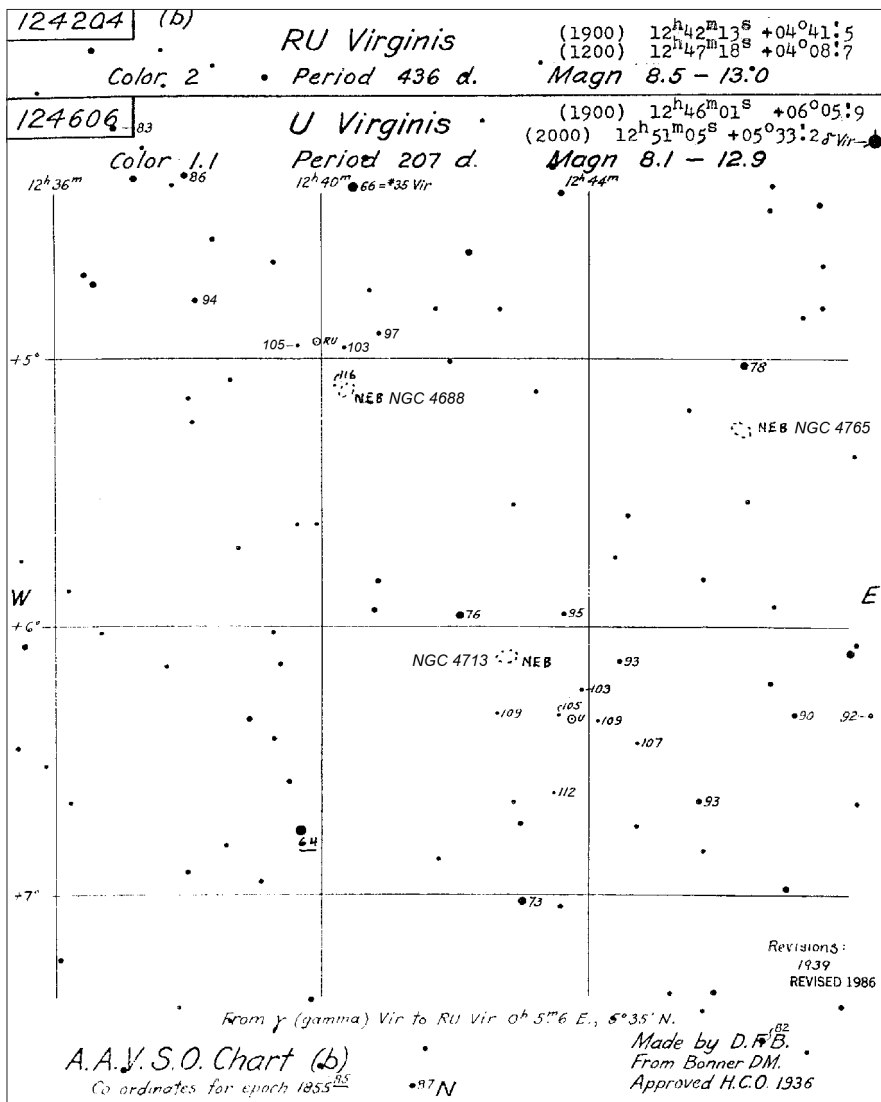 124204 (b)
RU Virginis
(1900) 12ʰ42ᵐ13ˢ +04°41!5
(1200) 12ʰ47ᵐ18ˢ +04°08!7
Color 2 Period 436 d. Magn 8.5 – 13.0
124606
83
U Virginis
(1900) 12ʰ46ᵐ01ˢ +06°05!9
(2000) 12ʰ51ᵐ05ˢ +05°33!2
δ Vir→
Color 1.1 Period 207 d. Magn 8.1 – 12.9
12ʰ36ᵐ
86
12ʰ40ᵐ
66=#35 Vir
12ʰ44ᵐ
94
97
105 RU 103
+5°
78
116
NEB NGC 4688
NEB NGC 4765
W
E
76
95
+6°
NGC 4713 NEB
93
103
109
105
U
109
90
92
107
112
93
64
+7°
73
Revisions:
1939
REVISED 1986
From γ (gamma) Vir to RU Vir 0ʰ 5ᵐ6 E., 5°35' N.
A.A.V.S.O. Chart (b)
Co ordinates for epoch 1855
85
87
N
Made by D.F.B.
82
From Bonner DM.
Approved H.C.O. 1936